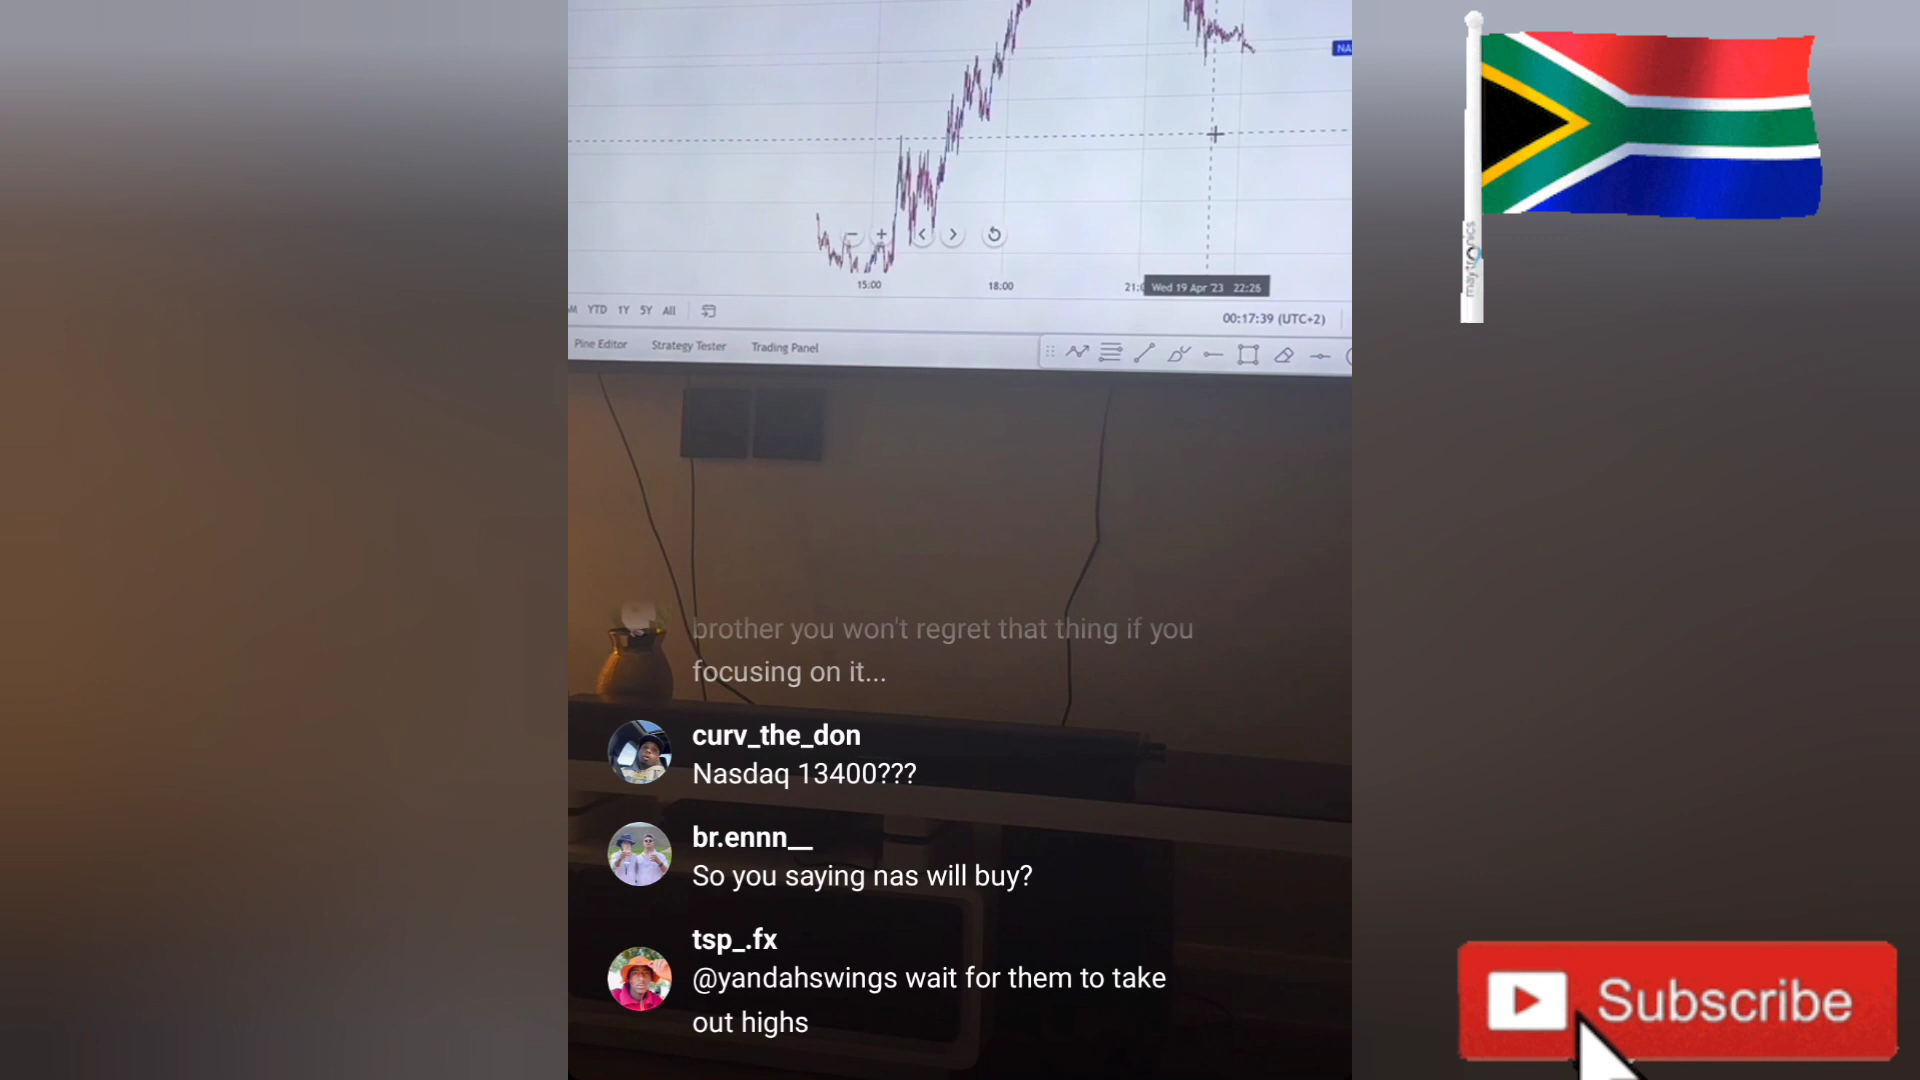 NA
15:00
18:00
Wed 19 Apr '23 22:26
YTD 1Y 5Y All
00:17:39 (UTC+2)
Pine Editor Strategy Tester Trading Panel
maytronics
brother you won't regret that thing if you
focusing on it...
curv_the_don
Nasdaq 13400???
br.ennn__
So you saying nas will buy?
tsp_.fx
@yandahswings wait for them to take
out highs
Subscribe